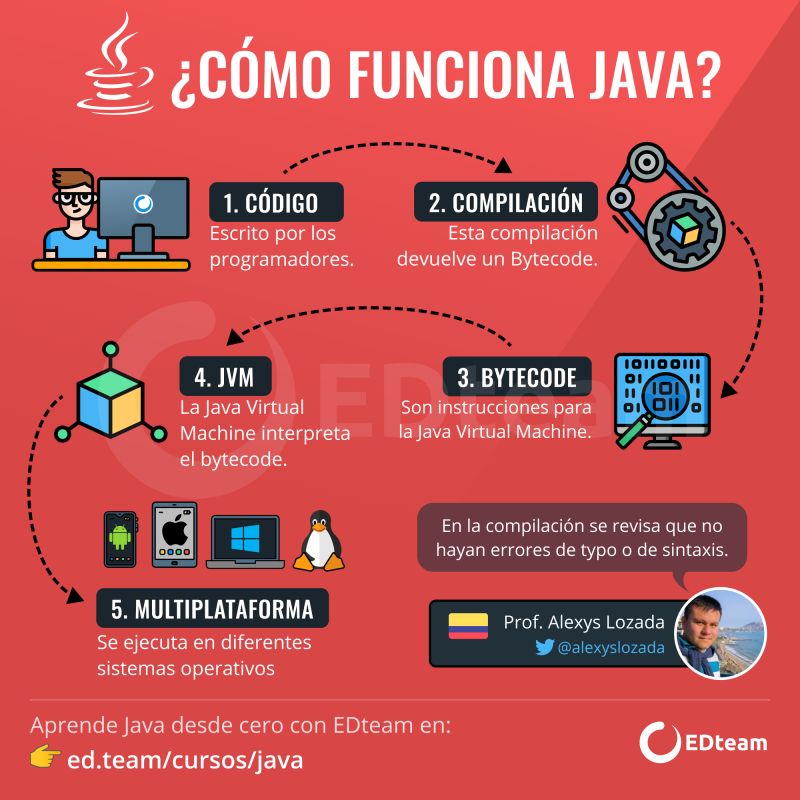 ¿CÓMO FUNCIONA JAVA?
1. CÓDIGO
Escrito por los
programadores.
2. COMPILACIÓN
Esta compilación
devuelve un Bytecode.
3. BYTECODE
Son instrucciones para
la Java Virtual Machine.
4. JVM
La Java Virtual
Machine interpreta
el bytecode.
5. MULTIPLATAFORMA
Se ejecuta en diferentes
sistemas operativos
En la compilación se revisa que no
hayan errores de typo o de sintaxis.
Prof. Alexys Lozada
@alexyslozada
Aprende Java desde cero con EDteam en:
ed.team/cursos/java
EDteam